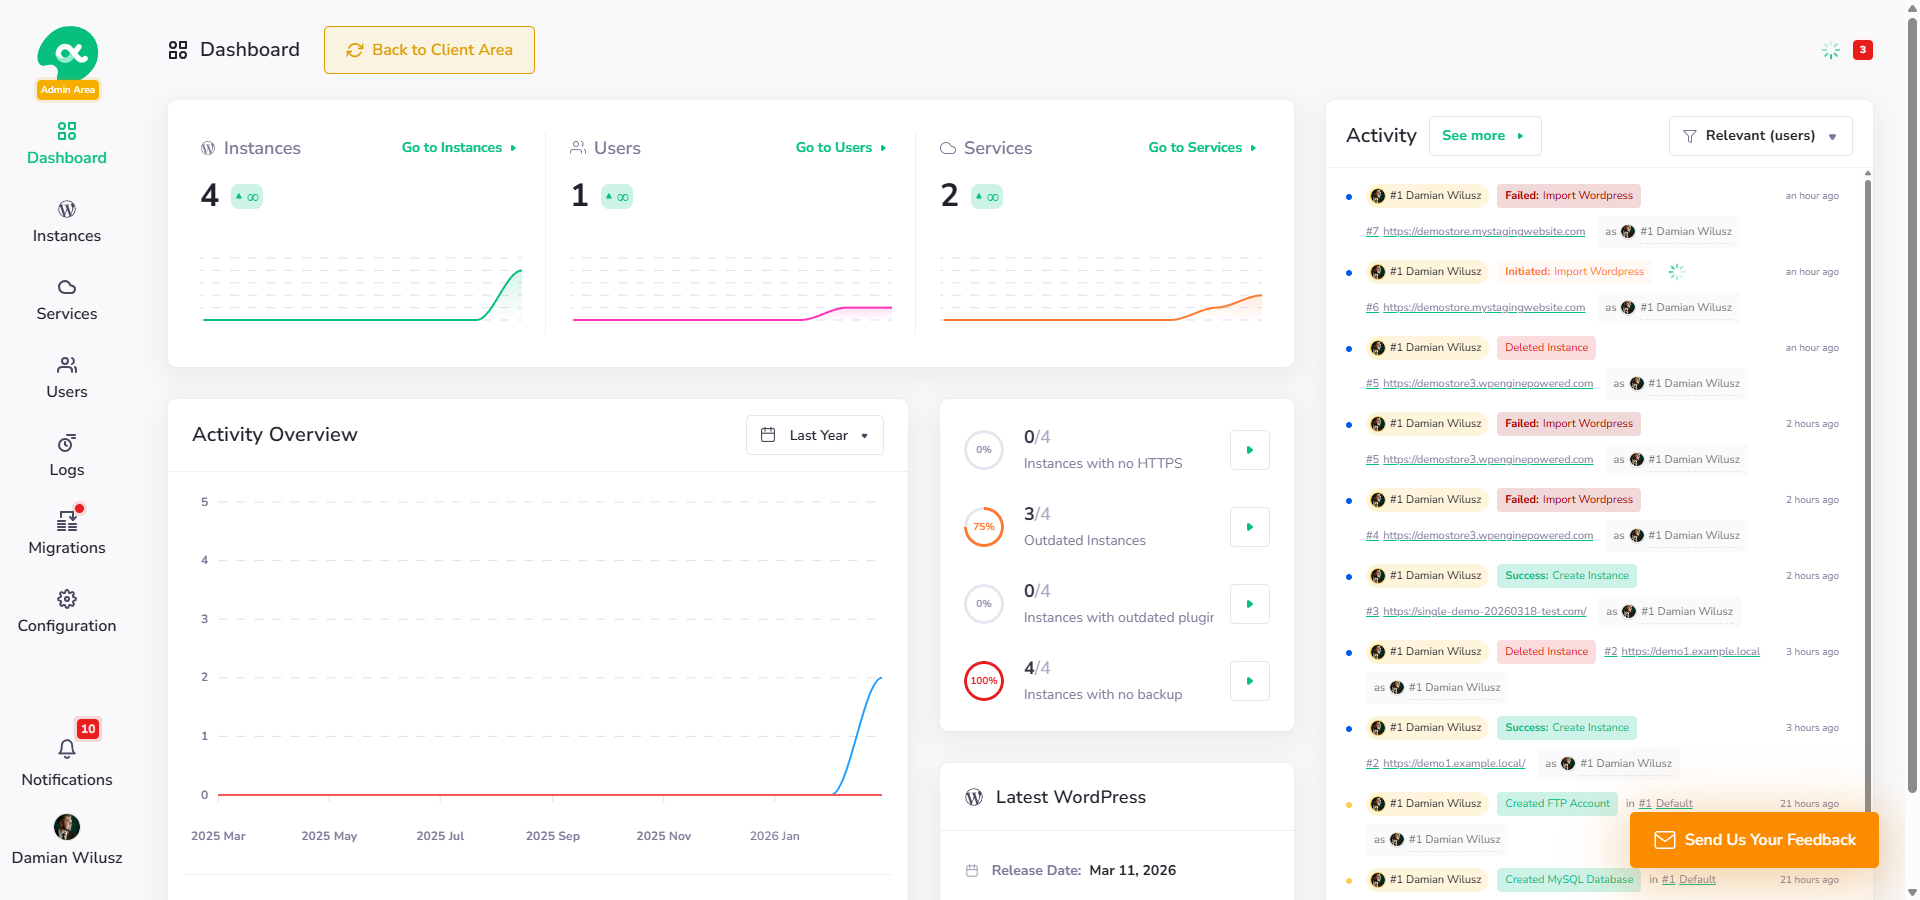 Admin Area
Dashboard
Instances
Services
Users
Logs
Migrations
Configuration
10
Notifications
Damian Wilusz
Dashboard
Back to Client Area
3
Instances
Go to Instances
4
∞
Users
Go to Users
1
∞
Services
Go to Services
2
∞
Activity Overview
Last Year
5
4
3
2
1
0
2025 Mar
2025 May
2025 Jul
2025 Sep
2025 Nov
2026 Jan
0%
0/4
Instances with no HTTPS
75%
3/4
Outdated Instances
0%
0/4
Instances with outdated plugin
100%
4/4
Instances with no backup
Latest WordPress
Release Date: Mar 11, 2026
Activity
See more
Relevant (users)
#1 Damian Wilusz Failed: Import Wordpress an hour ago
#7 https://demostore.mystagingwebsite.com as #1 Damian Wilusz
#1 Damian Wilusz Initiated: Import Wordpress an hour ago
#6 https://demostore.mystagingwebsite.com as #1 Damian Wilusz
#1 Damian Wilusz Deleted Instance an hour ago
#5 https://demostore3.wpenginepowered.com as #1 Damian Wilusz
#1 Damian Wilusz Failed: Import Wordpress 2 hours ago
#5 https://demostore3.wpenginepowered.com as #1 Damian Wilusz
#1 Damian Wilusz Failed: Import Wordpress 2 hours ago
#4 https://demostore3.wpenginepowered.com as #1 Damian Wilusz
#1 Damian Wilusz Success: Create Instance 2 hours ago
#3 https://single-demo-20260318-test.com/ as #1 Damian Wilusz
#1 Damian Wilusz Deleted Instance #2 https://demo1.example.local 3 hours ago
as #1 Damian Wilusz
#1 Damian Wilusz Success: Create Instance 3 hours ago
#2 https://demo1.example.local/ as #1 Damian Wilusz
#1 Damian Wilusz Created FTP Account in #1 Default 21 hours ago
as #1 Damian Wilusz
Send Us Your Feedback
#1 Damian Wilusz Created MySQL Database in #1 Default 21 hours ago